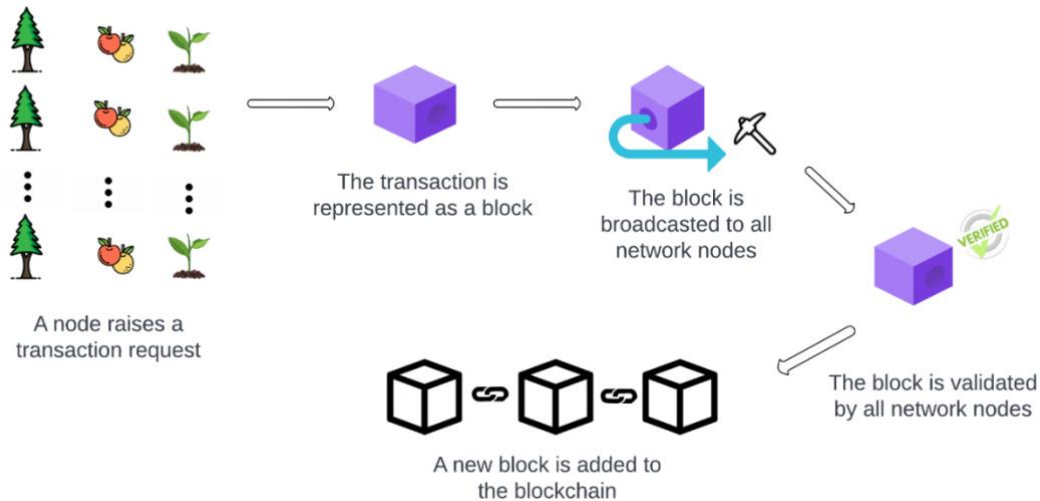 The transaction is
represented as a block
The block is
broadcasted to all
network nodes
VERIFIED
A node raises a
transaction request
The block is validated
by all network nodes
A new block is added to
the blockchain